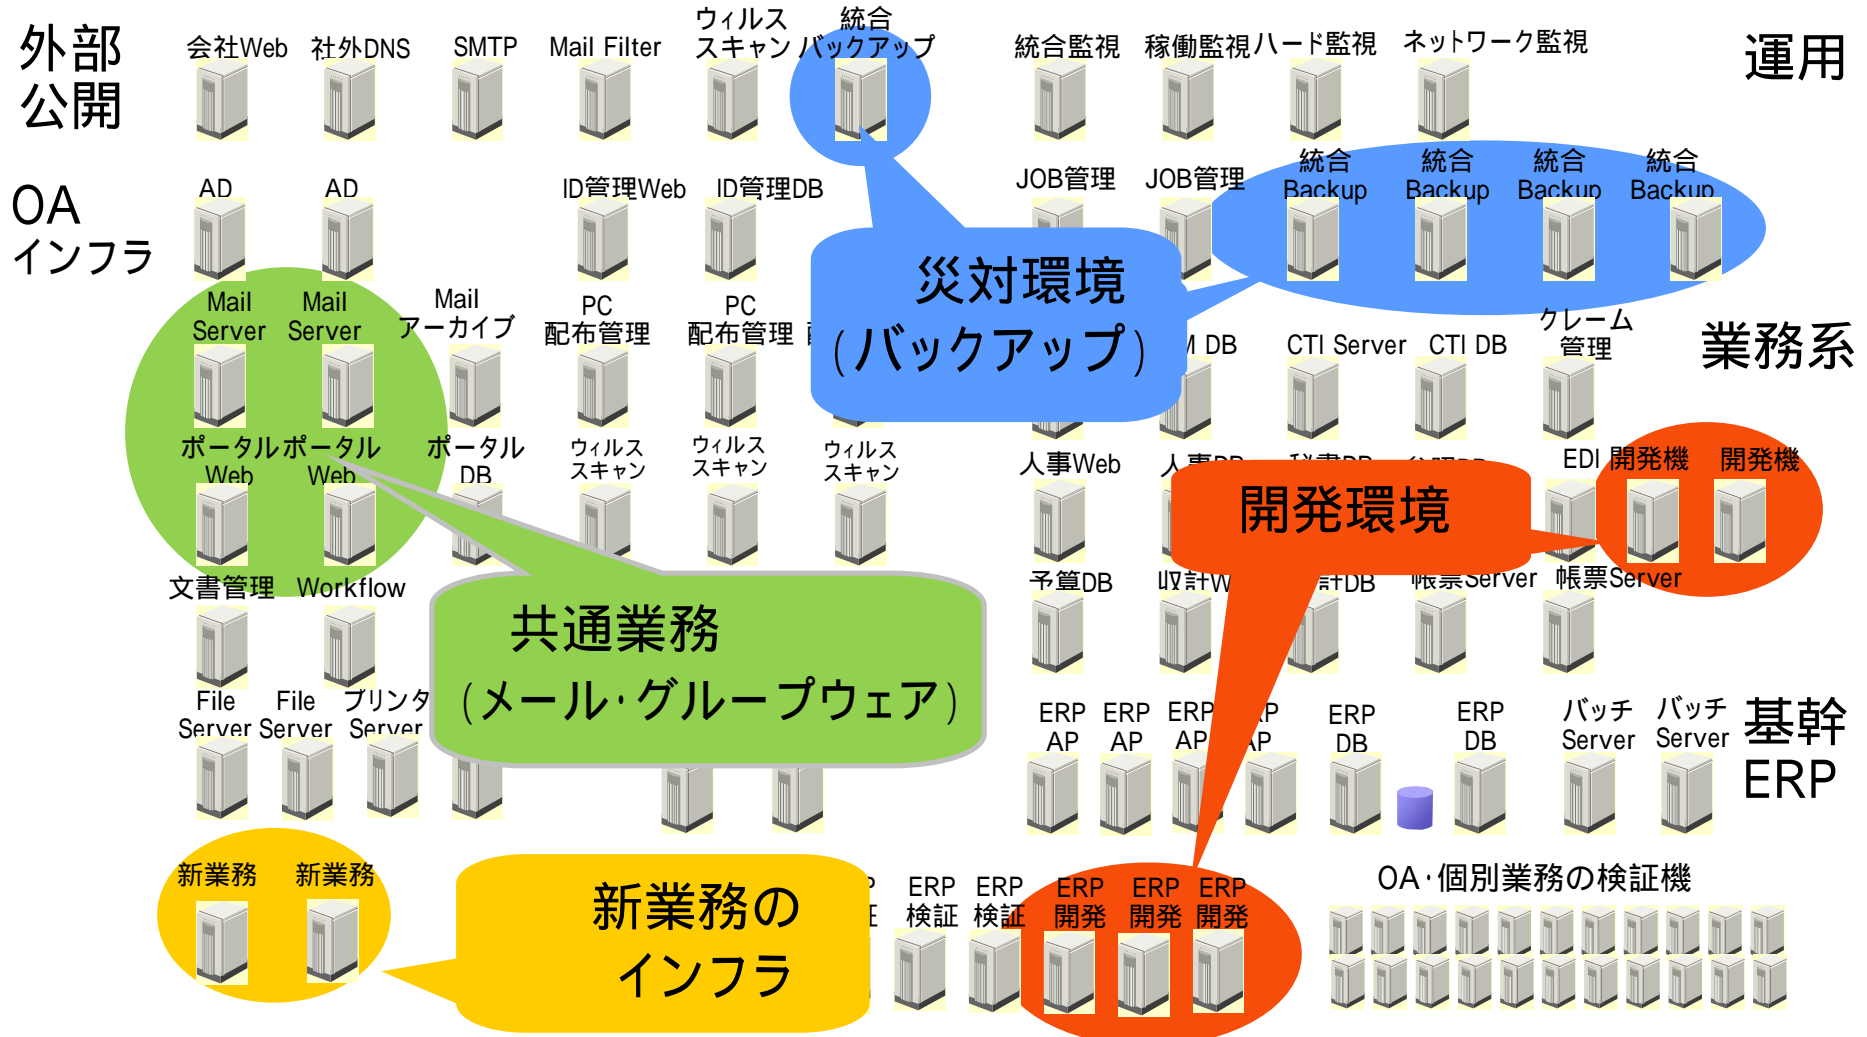 外部
公開
会社Web
社外DNS
SMTP
Mail Filter
ウィルス
スキャン
統合
バックアップ
統合監視
稼働監視
ハード監視
ネットワーク監視
運用
OA
インフラ
AD
AD
ID管理Web
ID管理DB
JOB管理
JOB管理
統合
Backup
統合
Backup
統合
Backup
統合
Backup
災対環境
(バックアップ)
Mail
Server
Mail
Server
Mail
アーカイブ
PC
配布管理
PC
配布管理
DB
CTI Server
CTI DB
クレーム
管理
業務系
ポータル
Web
ポータル
Web
ポータル
DB
ウィルス
スキャン
ウィルス
スキャン
ウィルス
スキャン
人事Web
人事DB
EDI
開発機
開発機
開発環境
文書管理
Workflow
予算DB
帳票Server
帳票Server
共通業務
(メール・グループウェア)
File
Server
File
Server
プリンタ
Server
ERP
AP
ERP
AP
ERP
AP
ERP
DB
ERP
DB
バッチ
Server
バッチ
Server
基幹
ERP
新業務
新業務
新業務の
インフラ
ERP
検証
ERP
検証
ERP
開発
ERP
開発
ERP
開発
OA・個別業務の検証機